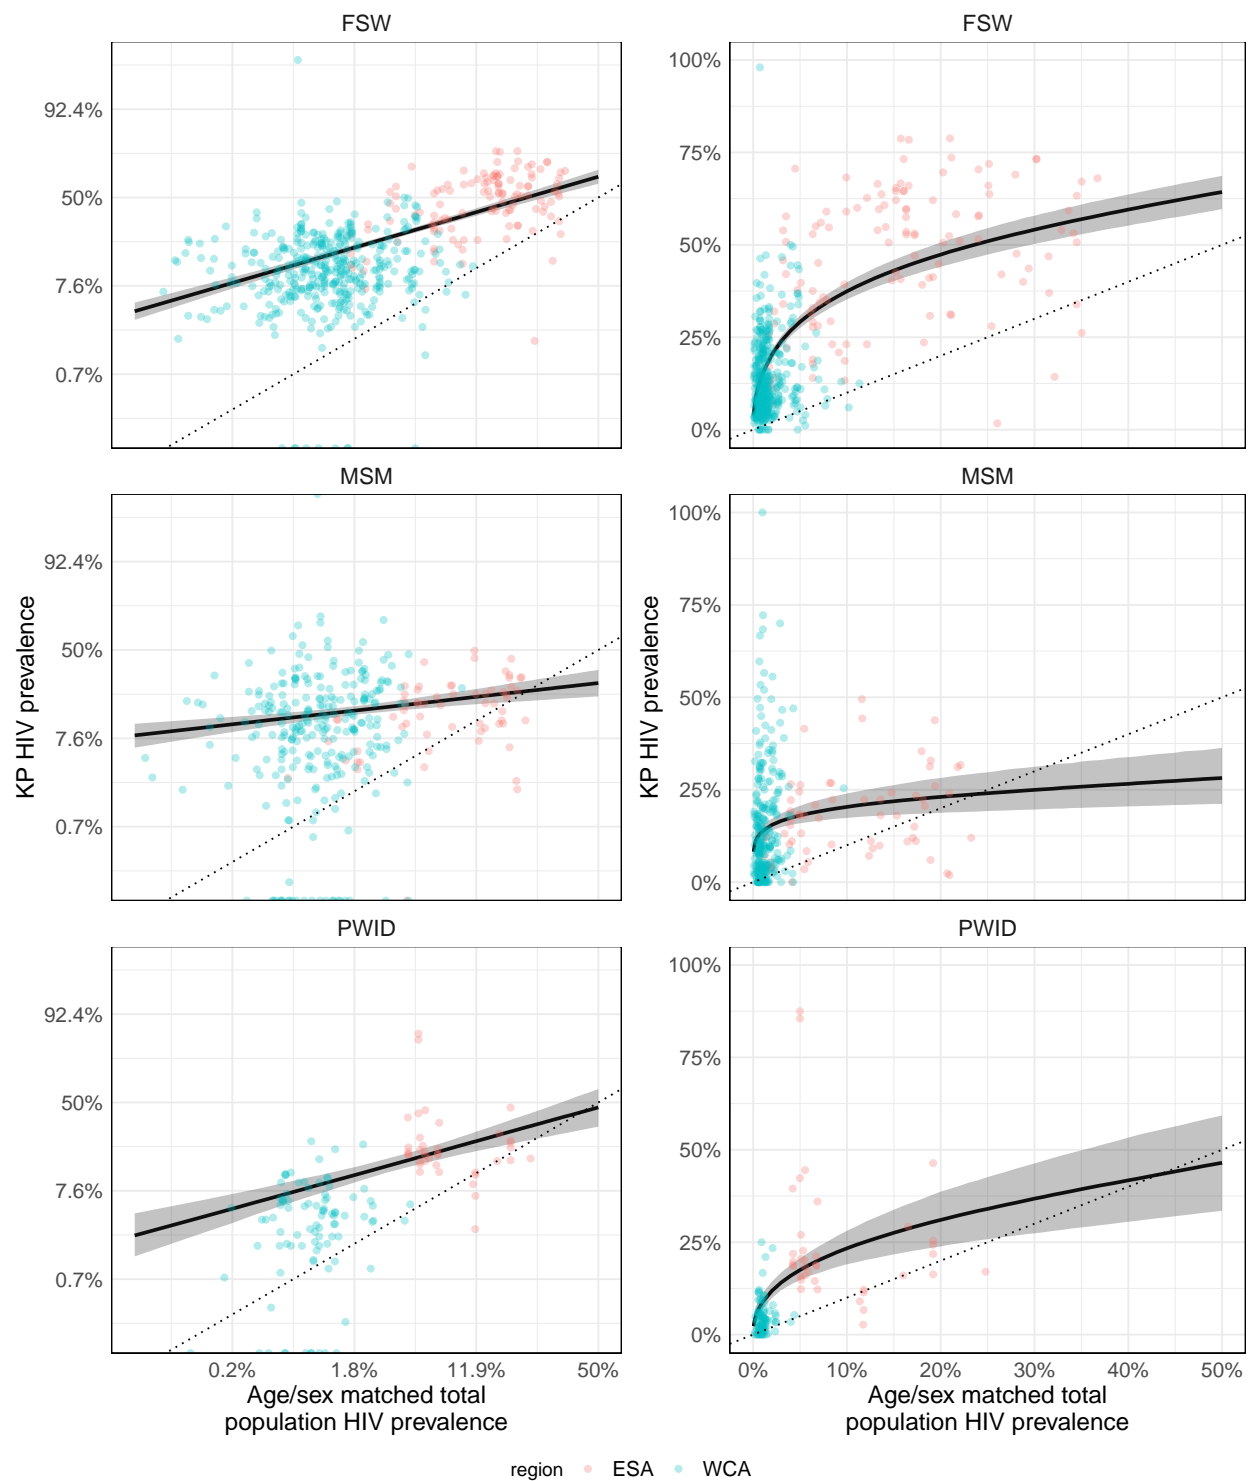 FSW
FSW
92.4%
50%
7.6%
0.7%
100%
75%
50%
25%
0%
MSM
MSM
KP HIV prevalence
92.4%
50%
7.6%
0.7%
KP HIV prevalence
100%
75%
50%
25%
0%
PWID
PWID
92.4%
50%
7.6%
0.7%
100%
75%
50%
25%
0%
0.2% 1.8% 11.9% 50%
0% 10% 20% 30% 40% 50%
Age/sex matched total
population HIV prevalence
Age/sex matched total
population HIV prevalence
region ESA WCA